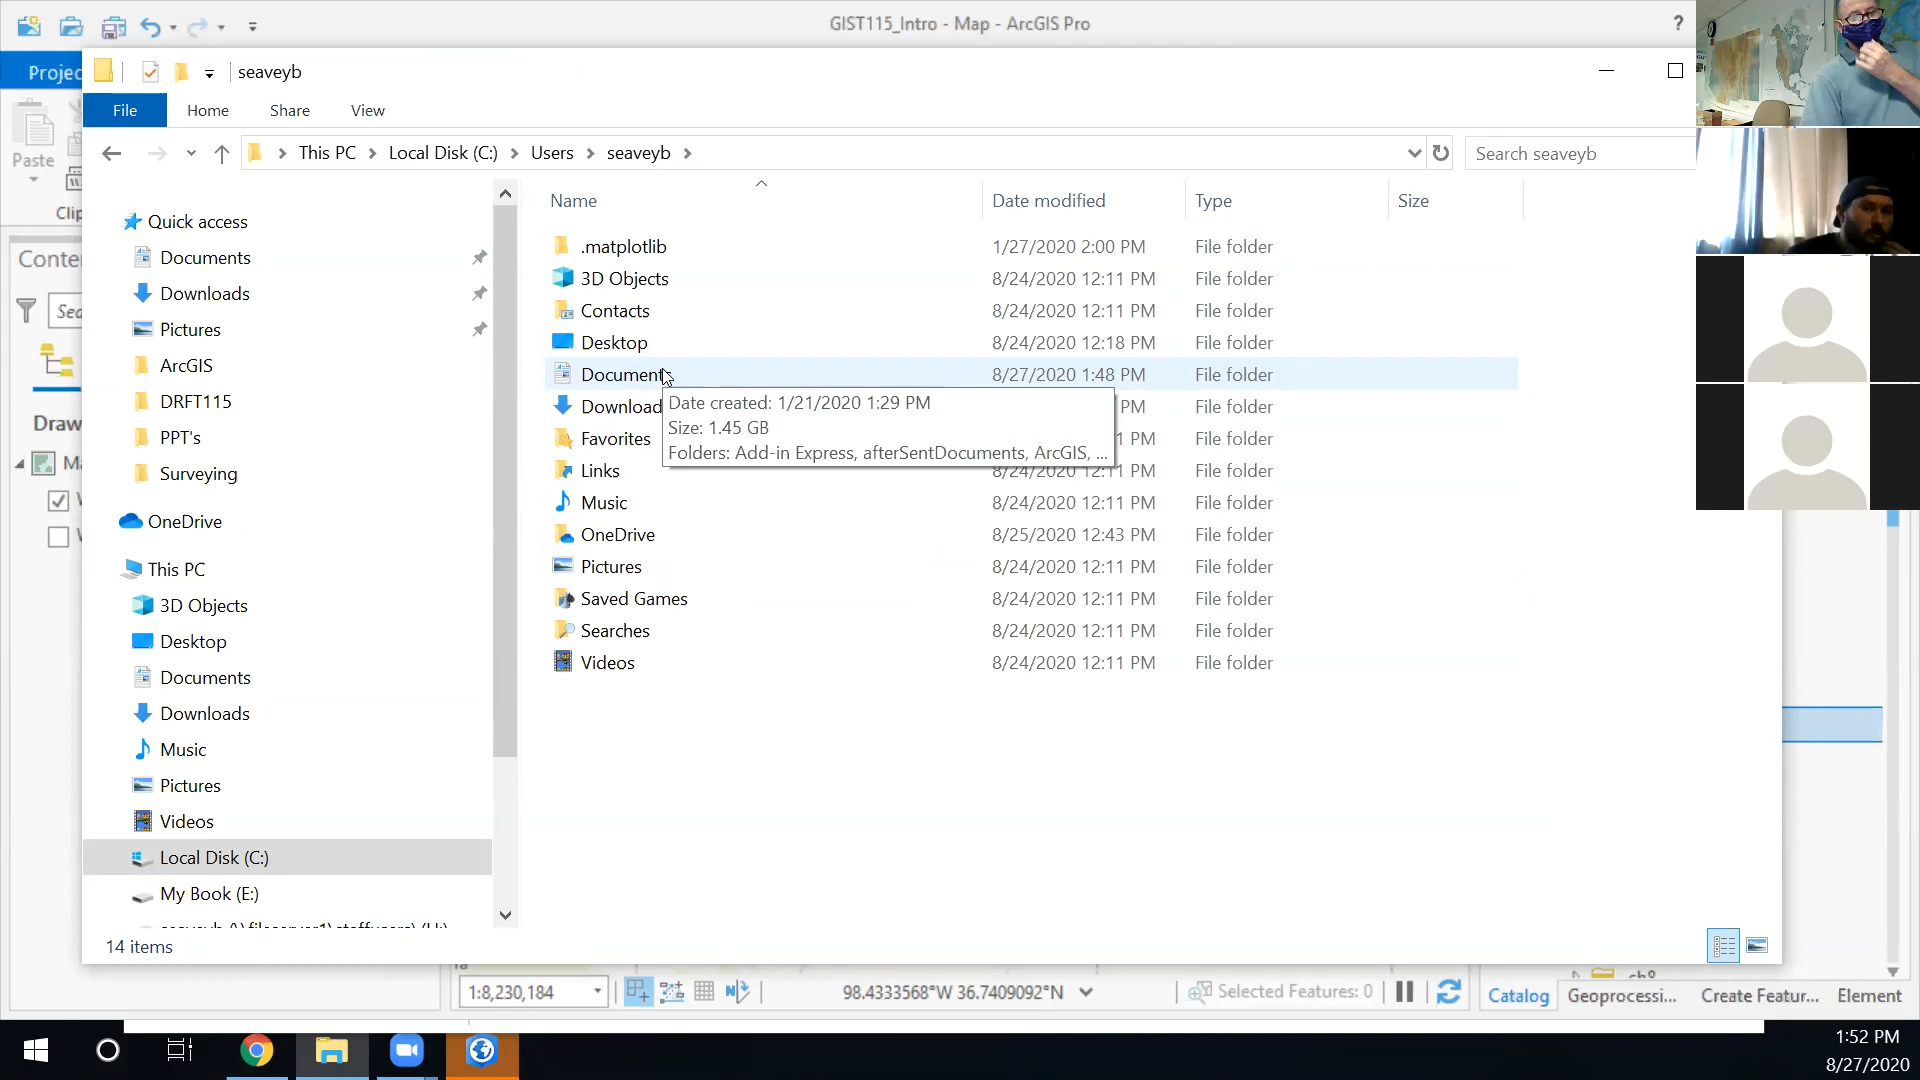 GIST115_Intro - Map - ArcGIS Pro
?
Projec
seaveyb
File
Home
Share
View
Paste
Clip
This PC > Local Disk (C:) > Users > seaveyb >
Search seaveyb
Name
Date modified
Type
Size
Conte
Sea
Draw
Ma
Quick access
Documents
Downloads
Pictures
ArcGIS
DRFT115
PPT's
Surveying
OneDrive
This PC
3D Objects
Desktop
Documents
Downloads
Music
Pictures
Videos
Local Disk (C:)
My Book (E:)
.matplotlib 1/27/2020 2:00 PM File folder
3D Objects 8/24/2020 12:11 PM File folder
Contacts 8/24/2020 12:11 PM File folder
Desktop 8/24/2020 12:18 PM File folder
Document 8/27/2020 1:48 PM File folder
Download PM File folder
Favorites 1 PM File folder
Links 8/24/2020 12:11 PM File folder
Music 8/24/2020 12:11 PM File folder
OneDrive 8/25/2020 12:43 PM File folder
Pictures 8/24/2020 12:11 PM File folder
Saved Games 8/24/2020 12:11 PM File folder
Searches 8/24/2020 12:11 PM File folder
Videos 8/24/2020 12:11 PM File folder
Date created: 1/21/2020 1:29 PM
Size: 1.45 GB
Folders: Add-in Express, afterSentDocuments, ArcGIS, ...
14 items
1:8,230,184
98.4333568°W 36.7409092°N
Selected Features: 0
ch8
Catalog
Geoprocessi...
Create Featur...
Element
1:52 PM
8/27/2020